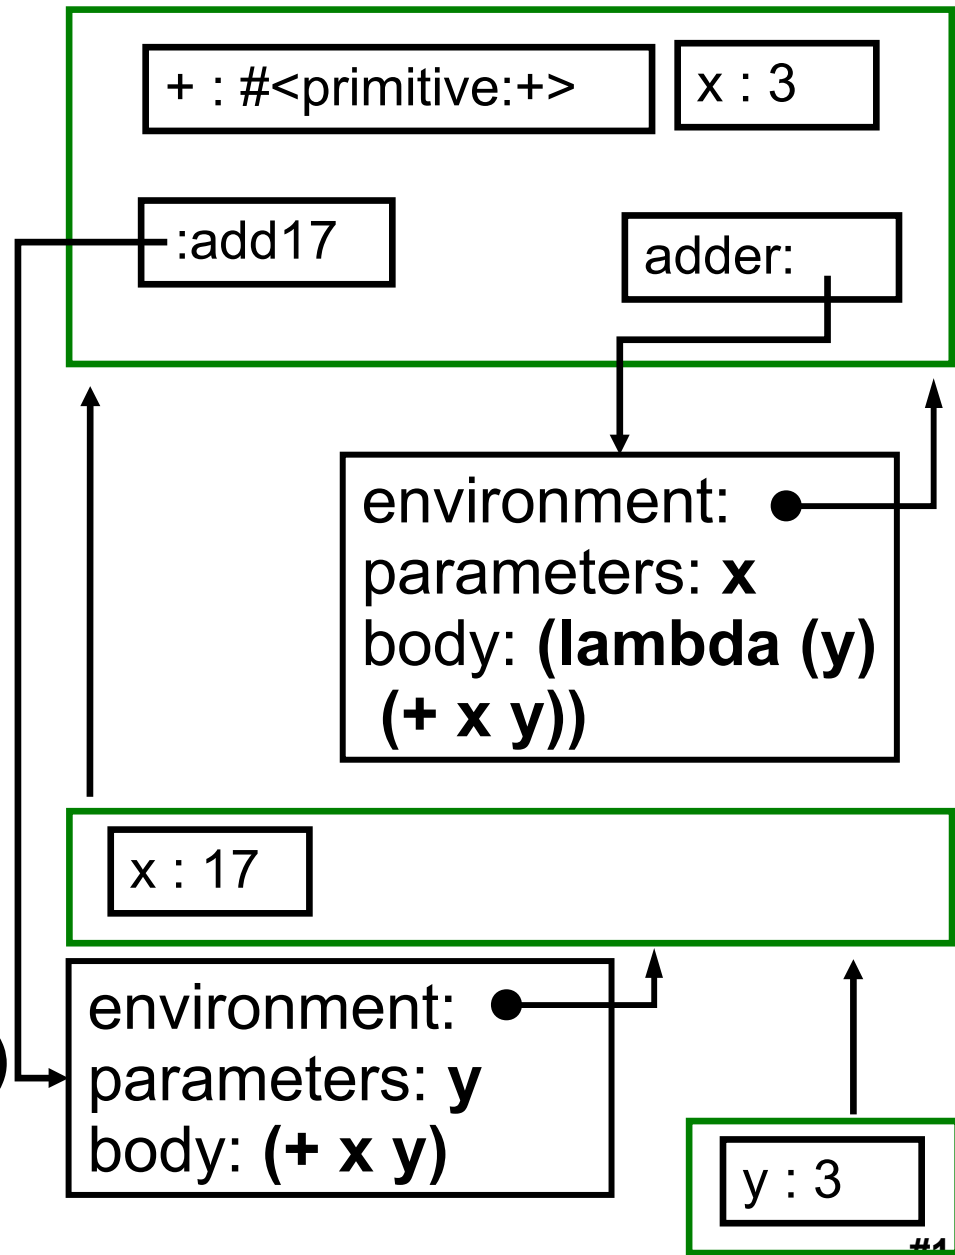 + : #<primitive:+>
x : 3
:add17
adder:
environment:
parameters: x
body: (lambda (y)
(+ x y))
x : 17
environment:
parameters: y
body: (+ x y)
)
y : 3